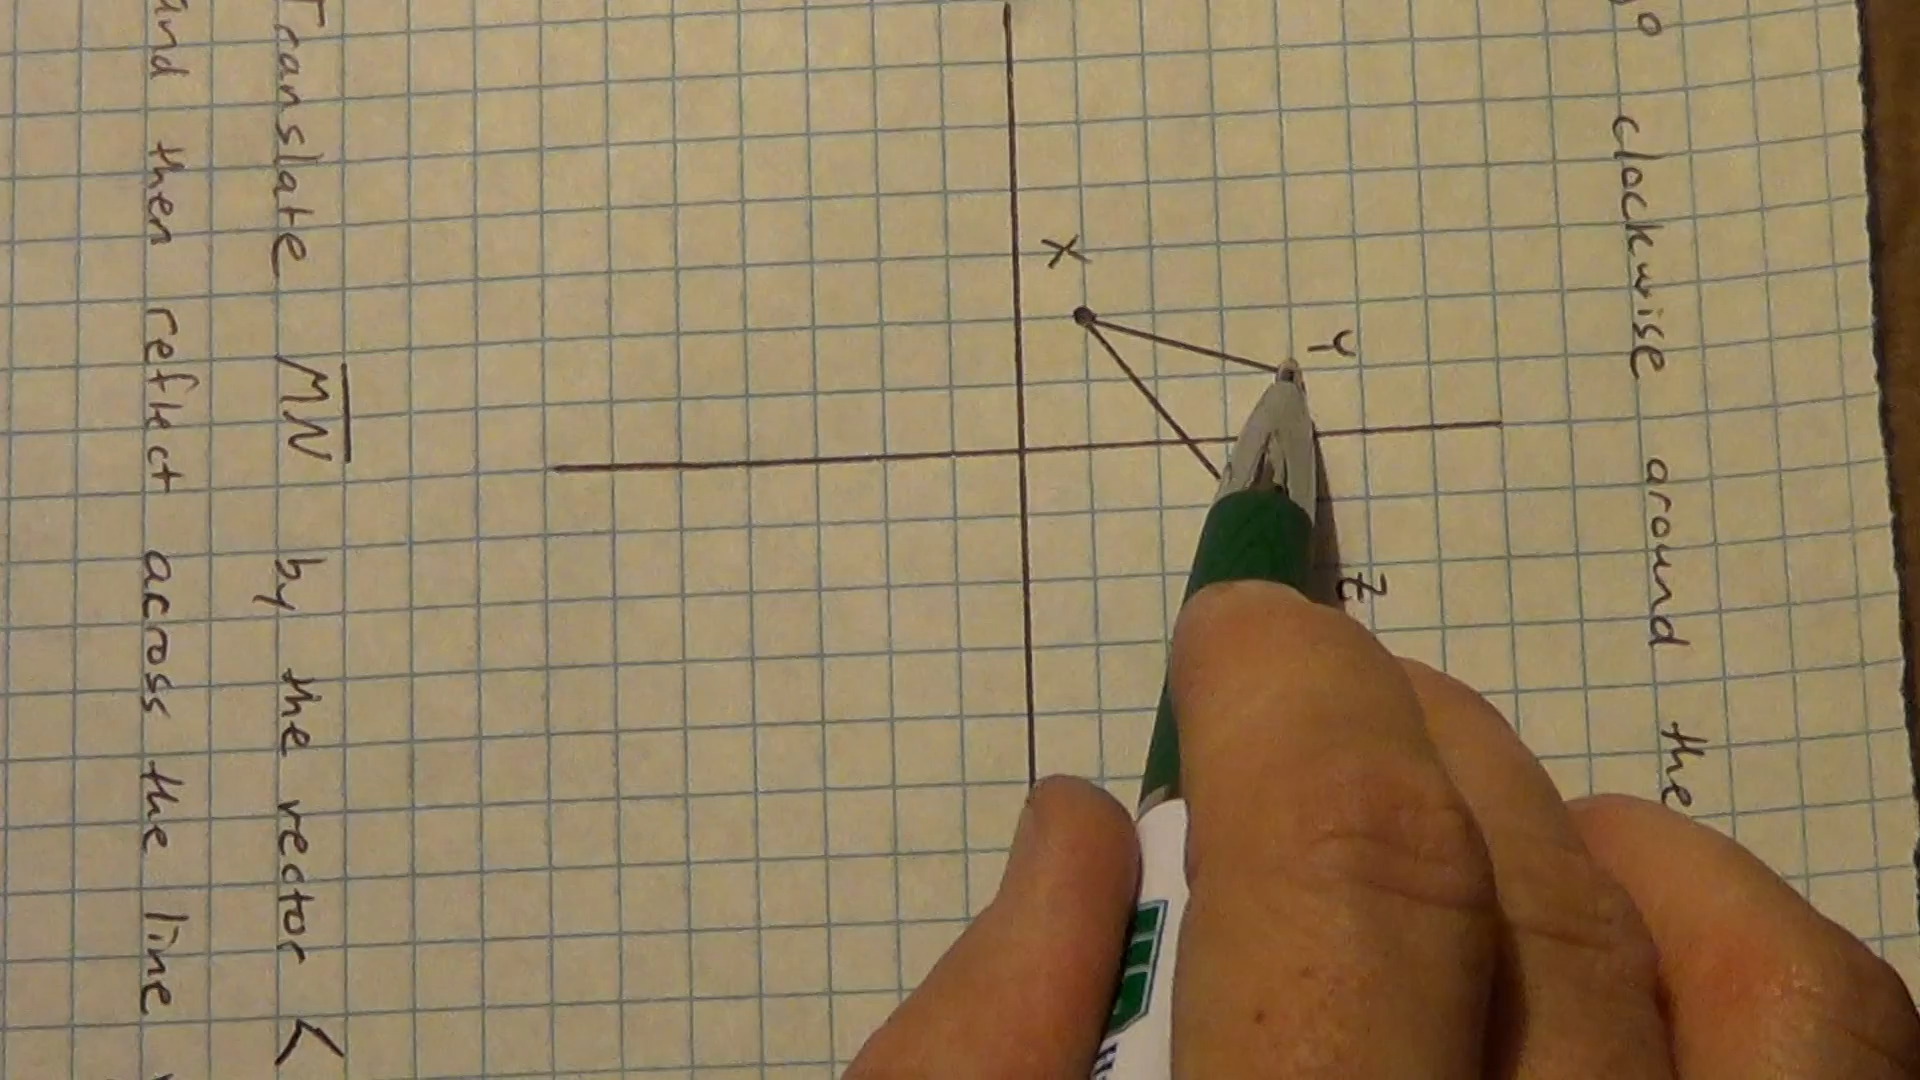 clockwise around the
X
Y
Z
Translate MN by the vector <
and then reflect across the line